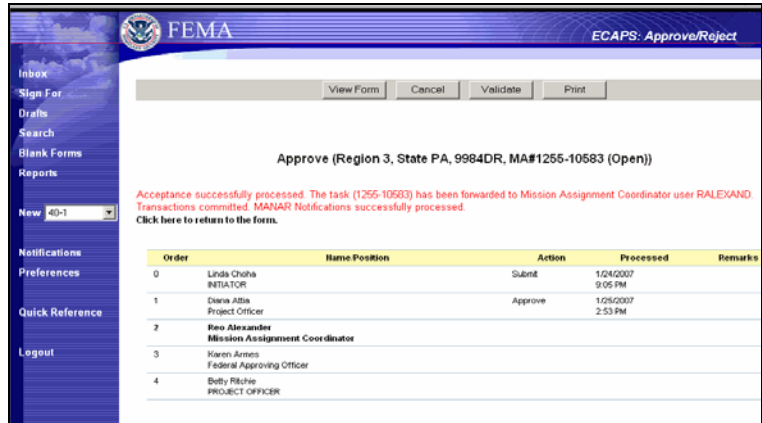 FEMA
ECAPS: Approve/Reject
Inbox
Sign For
Drafts
Search
Blank Forms
Reports
New 40-1
Notifications
Preferences
Quick Reference
Logout
View Form Cancel Validate Print
Approve (Region 3, State PA, 9984DR, MA#1255-10583 (Open))
Acceptance successfully processed. The task (1255-10583) has been forwarded to Mission Assignment Coordinator user RALEXAND.
Transactions committed. MANAR Notifications successfully processed.
Click here to return to the form.
Order Name/Position Action Processed Remarks
0 Linda Choha Submit 1/24/2007
INITIATOR 9:05 PM
1 Diana Attia Approve 1/25/2007
Project Officer 2:53 PM
2 Reo Alexander
Mission Assignment Coordinator
3 Karen Armes
Federal Approving Officer
4 Betty Ritchie
PROJECT OFFICER